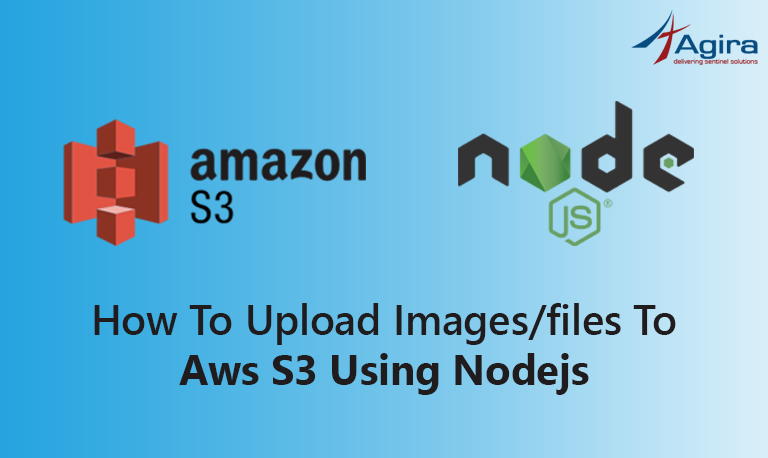 Agira
delivering sentinel solutions
amazon
S3
node
JS®
How To Upload Images/files To
Aws S3 Using Nodejs